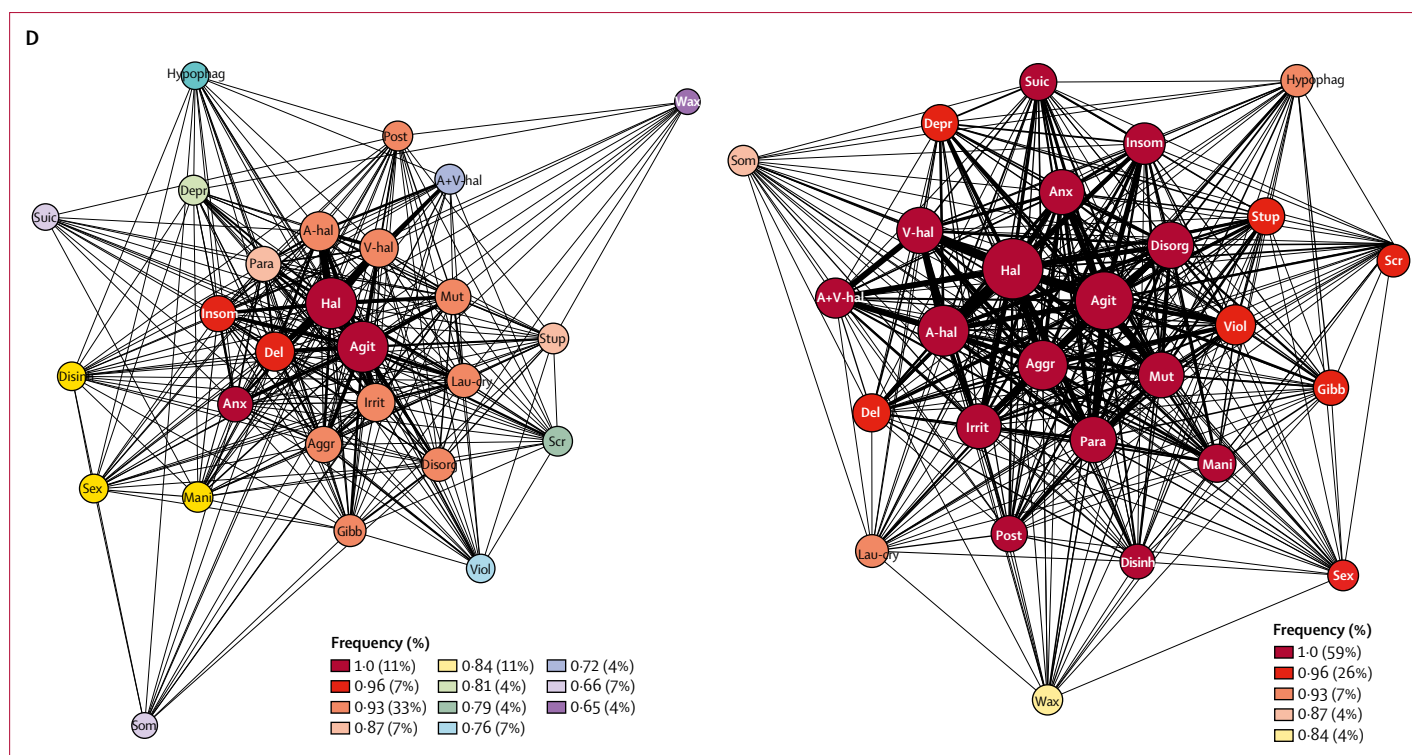 D
Hypophag
Wax
Post
A+V-hal
Depr
Suic
A-hal
V-hal
Para
Mut
Hal
Insom
Stup
Agit
Del
Disinh
Lau-cry
Anx
Irrit
Scr
Aggr
Disorg
Sex
Mani
Gibb
Viol
Som
Frequency (%)
1·0 (11%)
0·96 (7%)
0·93 (33%)
0·87 (7%)
0·84 (11%)
0·81 (4%)
0·79 (4%)
0·76 (7%)
0·72 (4%)
0·66 (7%)
0·65 (4%)
Suic
Hypophag
Depr
Insom
Som
Anx
Stup
V-hal
Disorg
Scr
Hal
A+V-hal
Agit
A-hal
Viol
Aggr
Mut
Gibb
Del
Irrit
Para
Mani
Post
Lau-cry
Disinh
Sex
Wax
Frequency (%)
1·0 (59%)
0·96 (26%)
0·93 (7%)
0·87 (4%)
0·84 (4%)